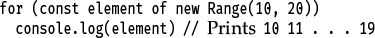 for (const element of new Range(10, 20))
  console.log(element) // Prints 10 11 . . . 19